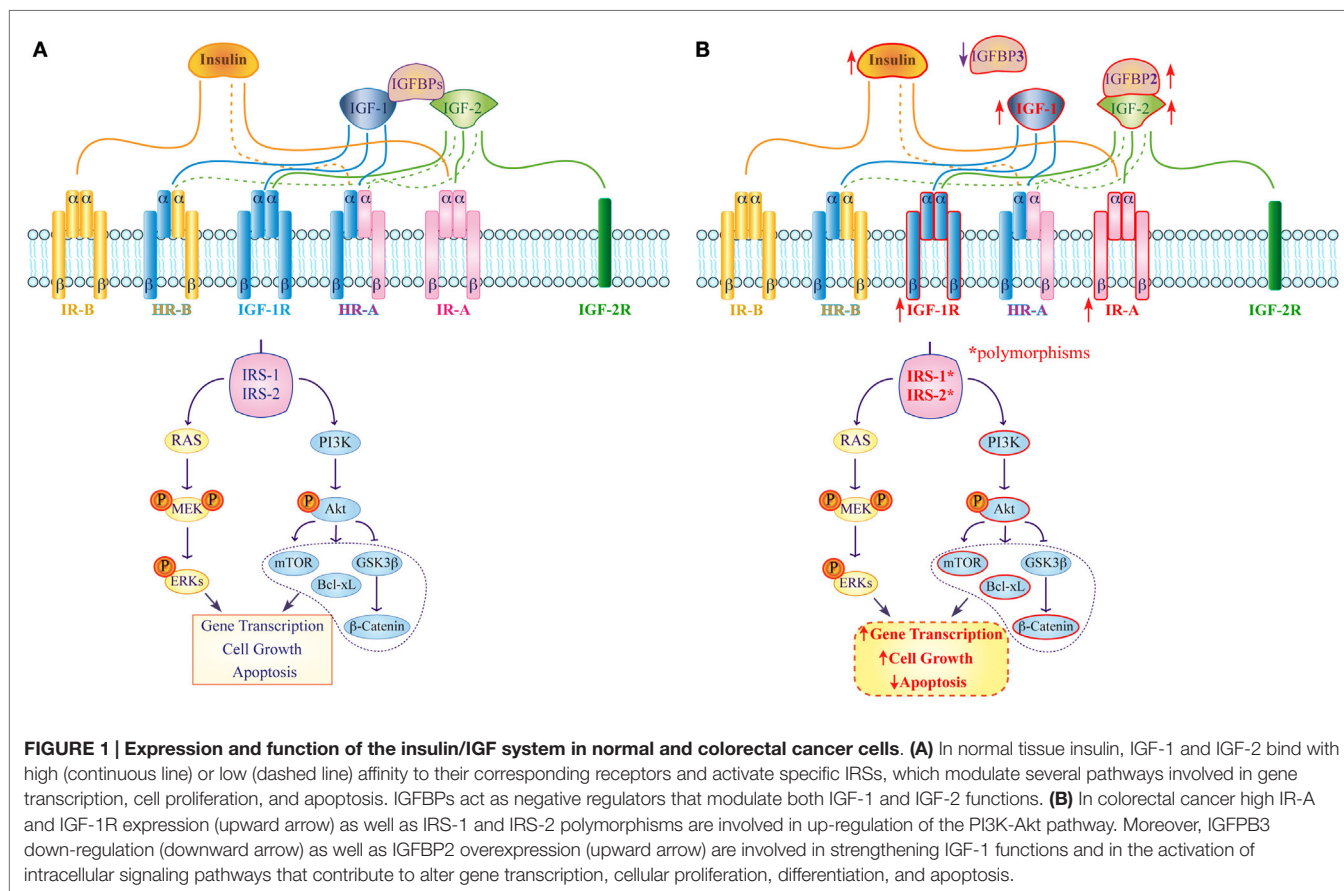 A
Insulin
IGFBPs
IGF-1
IGF-2
α α
α α
α α
α α
α α
β
β
β
β
β
IR-B
HR-B
IGF-1R
HR-A
IR-A
IGF-2R
IRS-1
IRS-2
RAS
PI3K
P
MEK
P
P
Akt
mTOR
GSK3β
P
ERKs
Bcl-xL
β-Catenin
Gene Transcription
Cell Growth
Apoptosis
B
Insulin
IGFBP3
IGFBP2
IGF-1
IGF-2
α α
α α
α α
α α
α α
β
β
β β
β
β β
IR-B
HR-B
IGF-1R
HR-A
IR-A
IGF-2R
*polymorphisms
IRS-1*
IRS-2*
RAS
PI3K
P
MEK
P
P
Akt
mTOR
GSK3β
P
ERKs
Bcl-xL
β-Catenin
↑Gene Transcription
↑Cell Growth
↓Apoptosis
FIGURE 1 | Expression and function of the insulin/IGF system in normal and colorectal cancer cells. (A) In normal tissue insulin, IGF-1 and IGF-2 bind with
high (continuous line) or low (dashed line) affinity to their corresponding receptors and activate specific IRSs, which modulate several pathways involved in gene
transcription, cell proliferation, and apoptosis. IGFBPs act as negative regulators that modulate both IGF-1 and IGF-2 functions. (B) In colorectal cancer high IR-A
and IGF-1R expression (upward arrow) as well as IRS-1 and IRS-2 polymorphisms are involved in up-regulation of the PI3K-Akt pathway. Moreover, IGFPB3
down-regulation (downward arrow) as well as IGFBP2 overexpression (upward arrow) are involved in strengthening IGF-1 functions and in the activation of
intracellular signaling pathways that contribute to alter gene transcription, cellular proliferation, differentiation, and apoptosis.